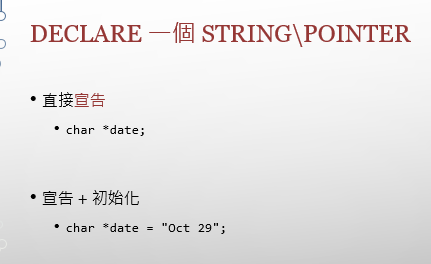 DECLARE 一個 STRING\POINTER
• 直接宣告
• char *date;
• 宣告 + 初始化
• char *date = "Oct 29";